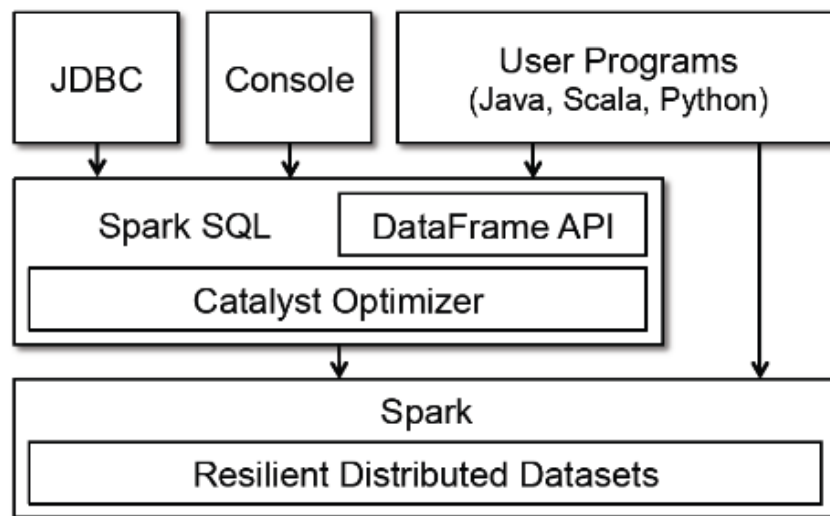 JDBC
Console
User Programs
(Java, Scala, Python)
Spark SQL
DataFrame API
Catalyst Optimizer
Spark
Resilient Distributed Datasets